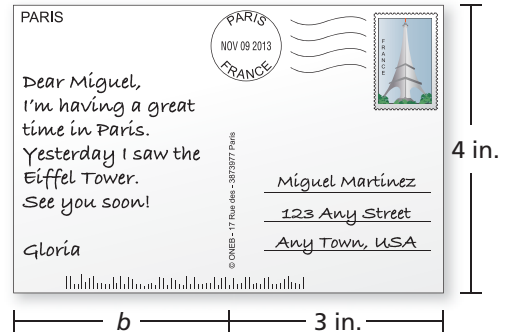 PARIS
PARIS
NOV 09 2013
FRANCE
FRANCE
Dear Miguel,
I'm having a great
time in Paris.
Yesterday I saw the
Eiffel Tower.
See you soon!
Gloria
© ONEB - 17 Rue des - 3873977 Paris
Miguel Martinez
123 Any Street
Any Town, USA
4 in.
b
3 in.